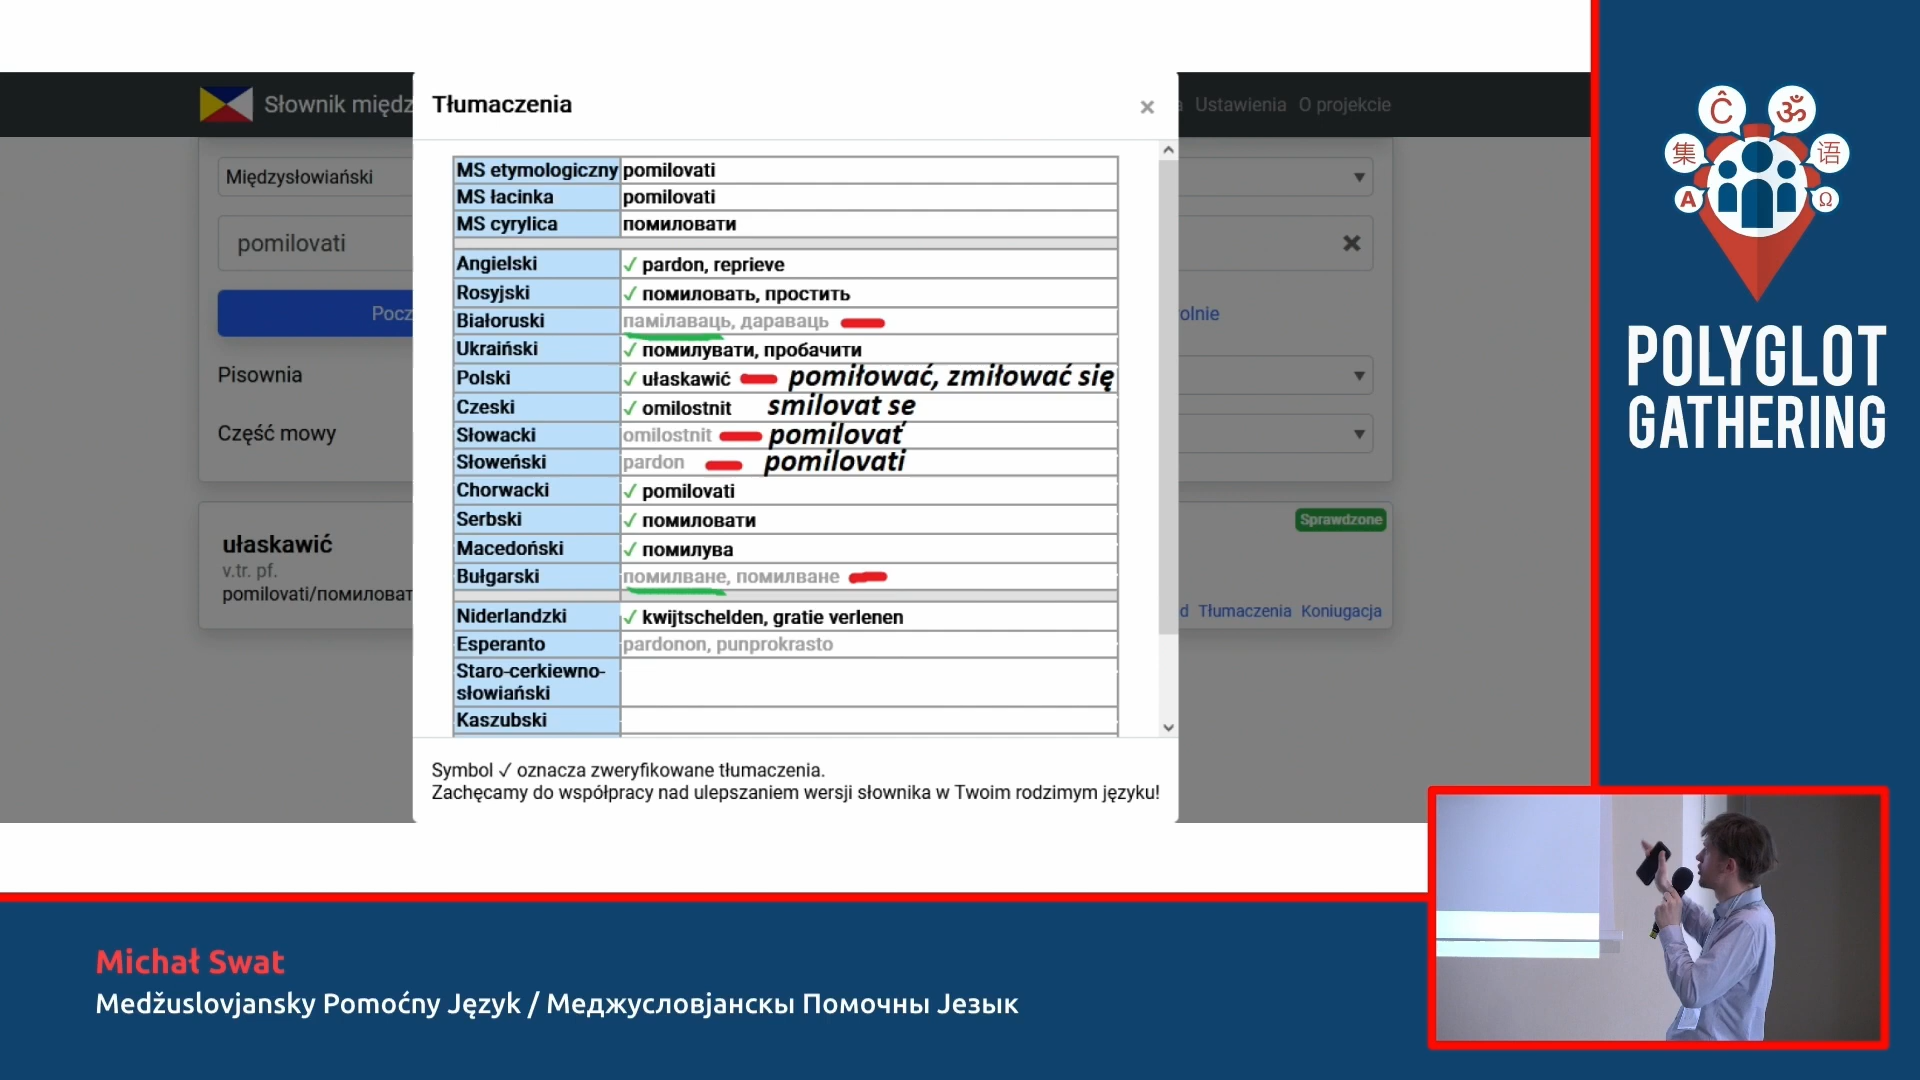 Słownik międz
Ustawienia O projekcie
Tłumaczenia ×
Międzysłowiański
pomilovati
Pocz
olnie
Pisownia
Część mowy
MS etymologiczny pomilovati
MS łacinka pomilovati
MS cyrylica помиловати
Angielski ✓ pardon, reprieve
Rosyjski ✓ помиловать, простить
Białoruski памілаваць, дараваць
Ukraiński ✓ помилувати, пробачити
Polski ✓ ułaskawić pomiłować, zmiłować się
Czeski ✓ omilostnit smilovat se
Słowacki omilostnit pomilovať
Słoweński pardon pomilovati
Chorwacki ✓ pomilovati
Serbski ✓ помиловати
Macedoński ✓ помилува
Bułgarski помилване, помилване
Niderlandzki ✓ kwijtschelden, gratie verlenen
Esperanto pardonon, punprokrasto
Staro-cerkiewno-
słowiański
Kaszubski
Symbol ✓ oznacza zweryfikowane tłumaczenia.
Zachęcamy do współpracy nad ulepszaniem wersji słownika w Twoim rodzimym języku!
ułaskawić
v.tr. pf.
pomilovati/помиловат
Sprawdzone
d Tłumaczenia Koniugacja
Ĉ ॐ
集 语
A Ω
POLYGLOT
GATHERING
Michał Swat
Medžuslovjansky Pomoćny Język / Меджусловјанскы Помочны Језык